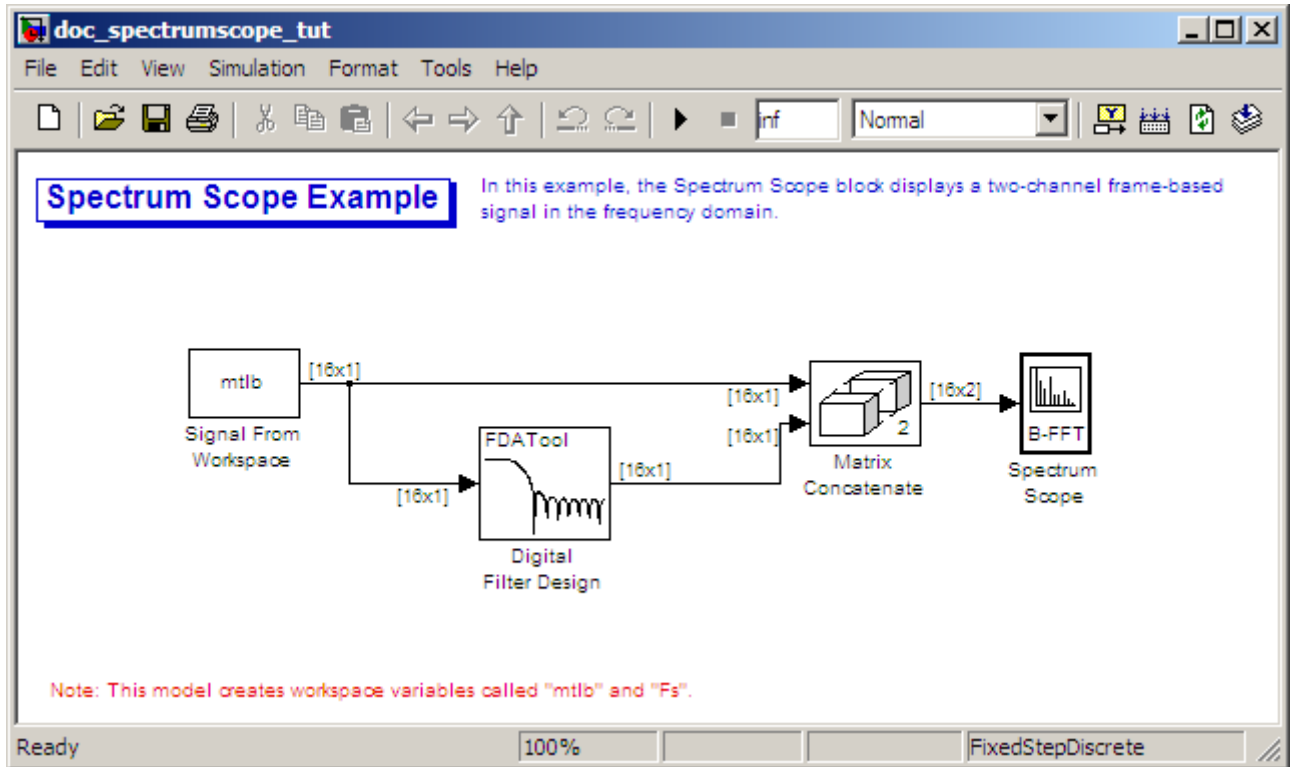 doc_spectrumscope_tut
File Edit View Simulation Format Tools Help
inf
Normal
Spectrum Scope Example
In this example, the Spectrum Scope block displays a two-channel frame-based
signal in the frequency domain.
mtlb
[16x1]
Signal From
Workspace
[16x1]
FDATool
[16x1]
Digital
Filter Design
[16x1]
[16x1]
2
Matrix
Concatenate
[16x2]
B-FFT
Spectrum
Scope
Note: This model creates workspace variables called "mtlb" and "Fs".
Ready
100%
FixedStepDiscrete